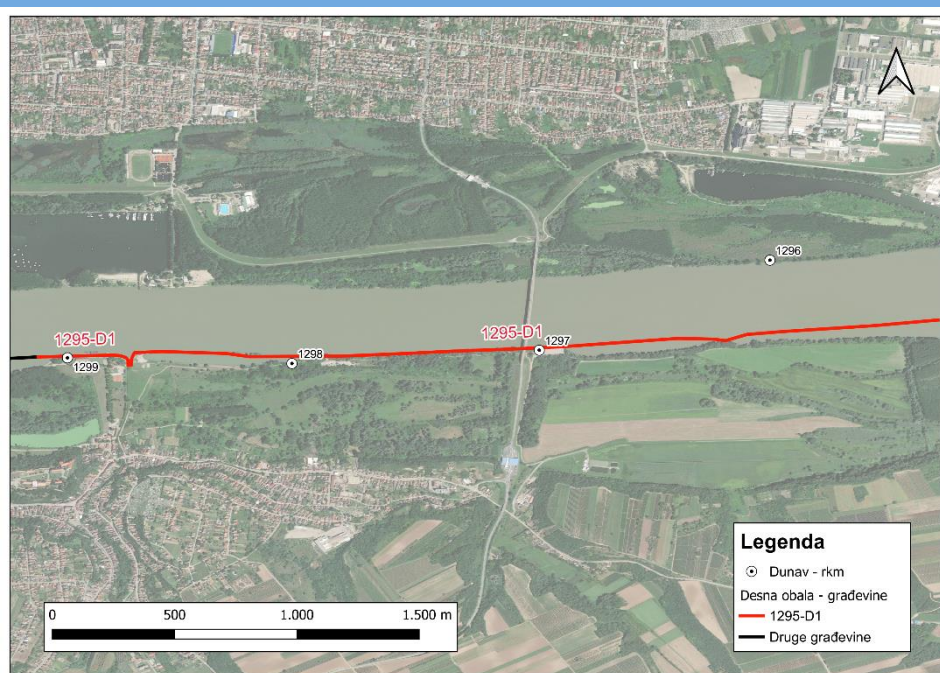 1296
1295-D1
1295-D1
1297
1299
1298
Legenda
Dunav - rkm
Desna obala - građevine
1295-D1
Druge građevine
0 500 1.000 1.500 m